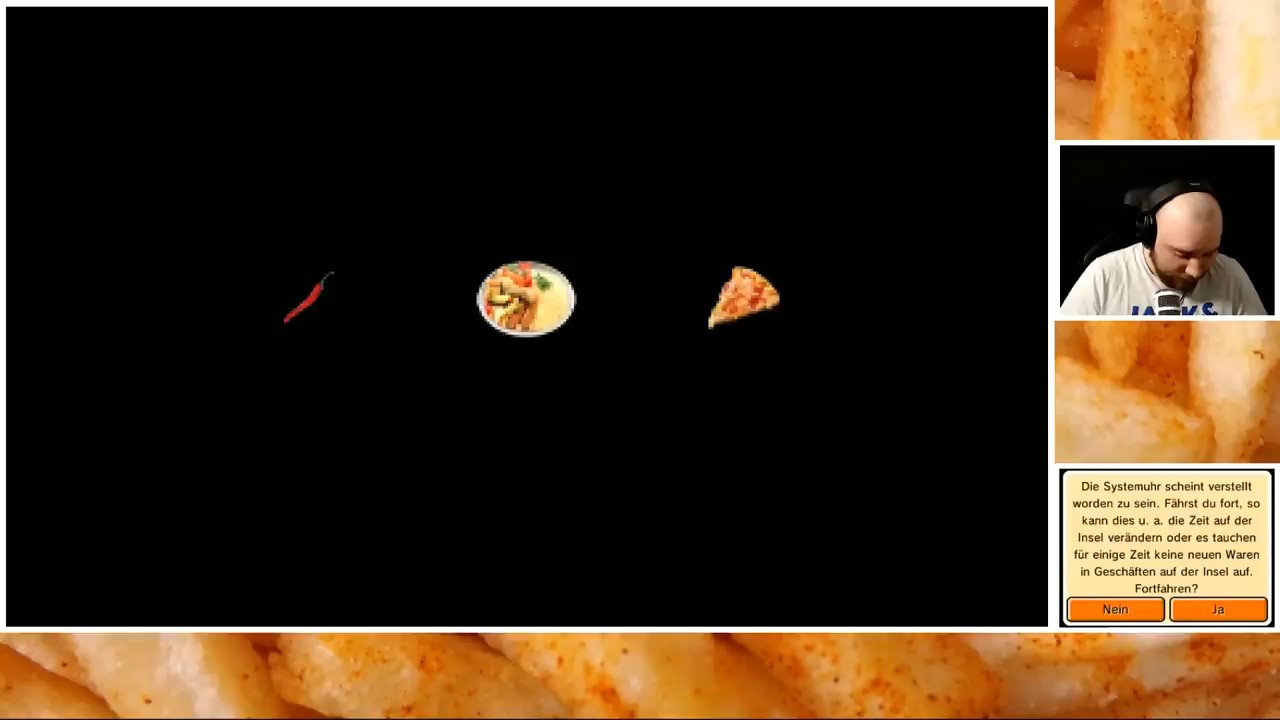 Die Systemuhr scheint verstellt
worden zu sein. Fährst du fort, so
kann dies u. a. die Zeit auf der
Insel verändern oder es tauchen
für einige Zeit keine neuen Waren
in Geschäften auf der Insel auf.
Fortfahren?
Nein
Ja